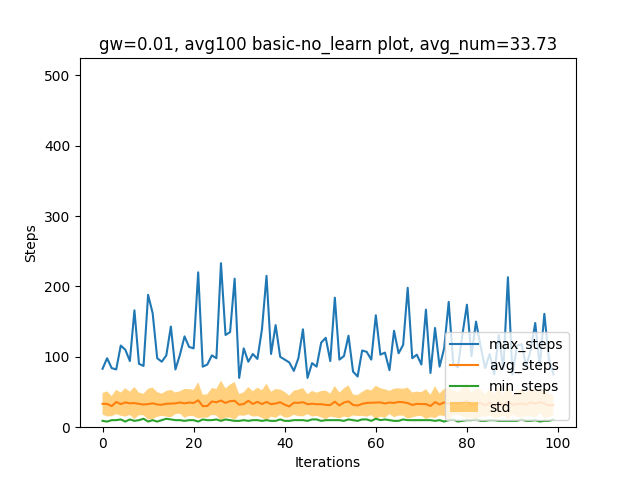 gw=0.01, avg100 basic-no_learn plot, avg_num=33.73
500
400
300
200
100
0
Steps
max_steps
avg_steps
min_steps
std
0
20
40
60
80
100
Iterations